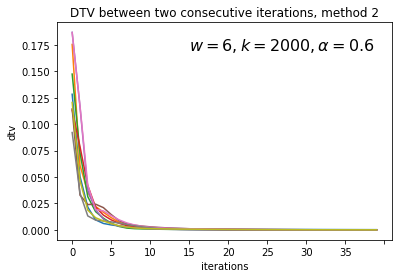 DTV between two consecutive iterations, method 2
w = 6, k = 2000, α = 0.6
0.175
0.150
0.125
0.100
0.075
0.050
0.025
0.000
dtv
0 5 10 15 20 25 30 35
iterations